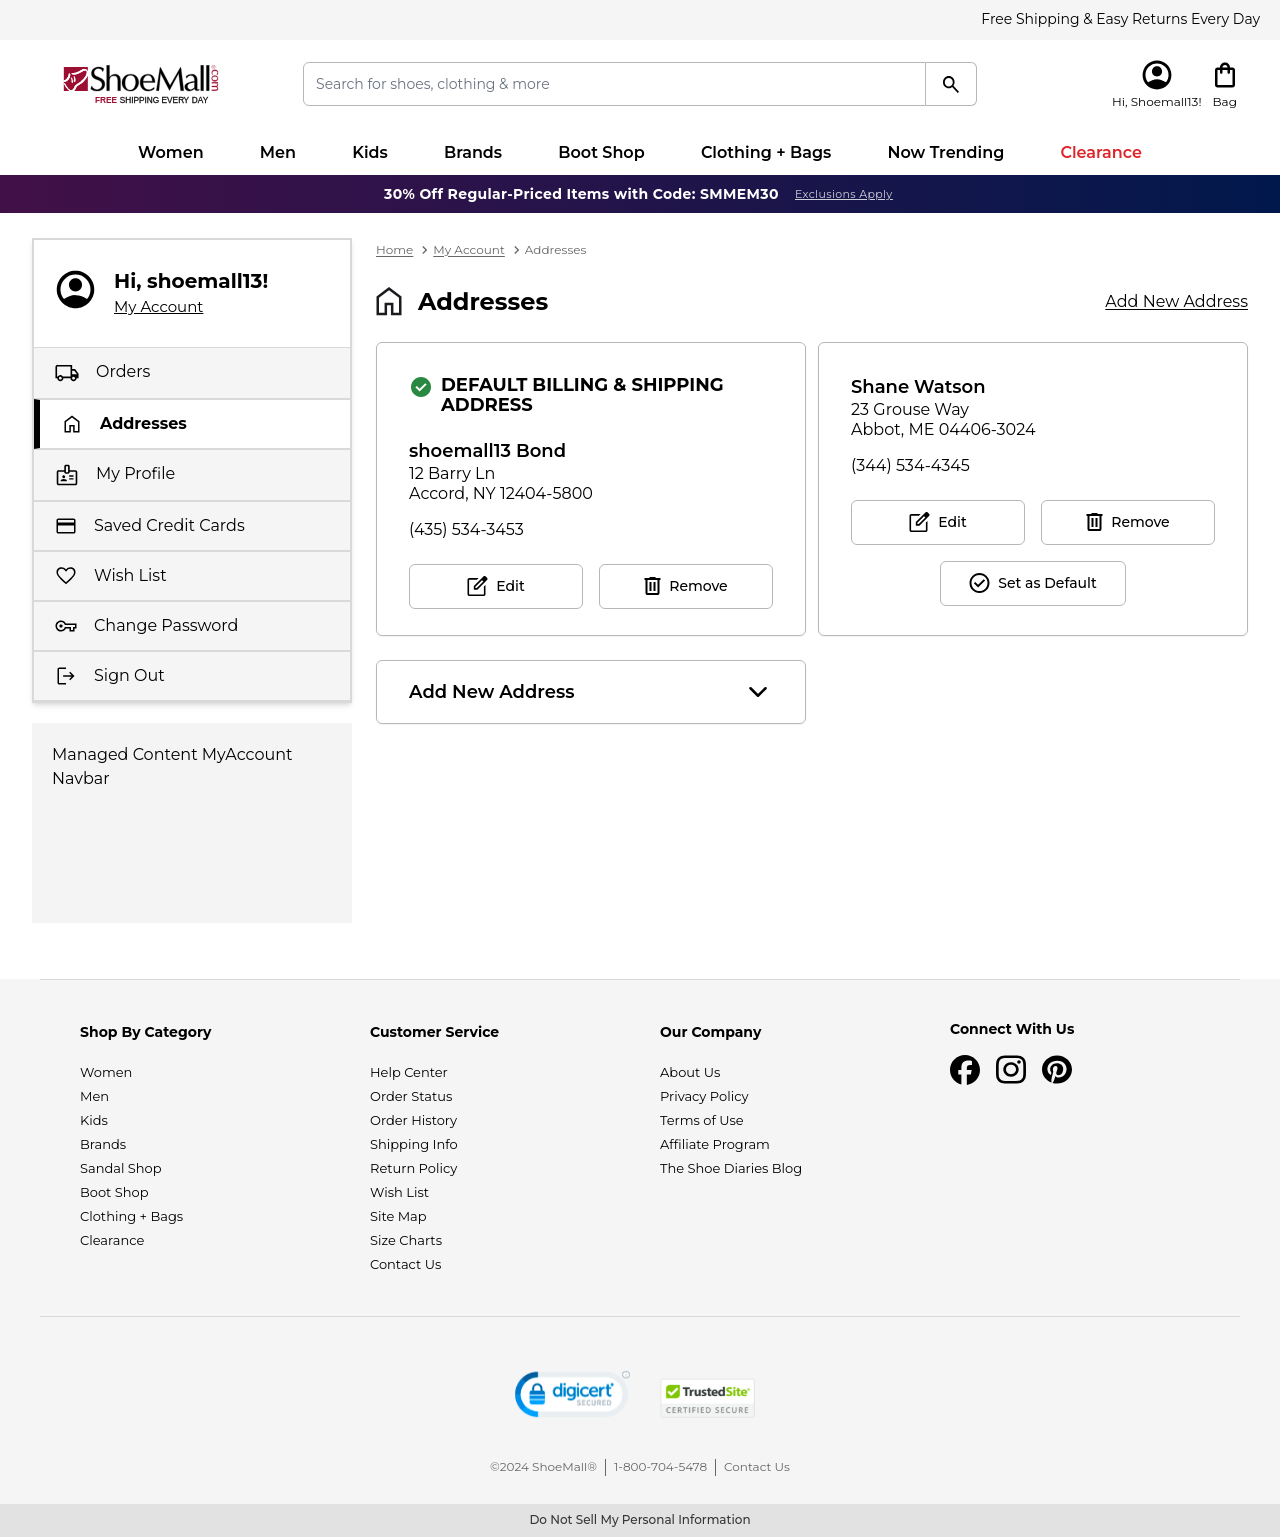 Free Shipping & Easy Returns Every Day
ShoeMall.com
FREE SHIPPING EVERY DAY
Search for shoes, clothing & more
Hi, Shoemall13!
Bag
Women Men Kids Brands Boot Shop Clothing + Bags Now Trending Clearance
30% Off Regular-Priced Items with Code: SMMEM30 Exclusions Apply
Hi, shoemall13!
My Account
Orders
Addresses
My Profile
Saved Credit Cards
Wish List
Change Password
Sign Out
Managed Content MyAccount
Navbar
Home > My Account > Addresses
Addresses
Add New Address
DEFAULT BILLING & SHIPPING
ADDRESS
shoemall13 Bond
12 Barry Ln
Accord, NY 12404-5800
(435) 534-3453
Edit
Remove
Shane Watson
23 Grouse Way
Abbot, ME 04406-3024
(344) 534-4345
Edit
Remove
Set as Default
Add New Address
Shop By Category
Women
Men
Kids
Brands
Sandal Shop
Boot Shop
Clothing + Bags
Clearance
Customer Service
Help Center
Order Status
Order History
Shipping Info
Return Policy
Wish List
Site Map
Size Charts
Contact Us
Our Company
About Us
Privacy Policy
Terms of Use
Affiliate Program
The Shoe Diaries Blog
Connect With Us
digicert
SECURED
TrustedSite
CERTIFIED SECURE
©2024 ShoeMall® | 1-800-704-5478 | Contact Us
Do Not Sell My Personal Information